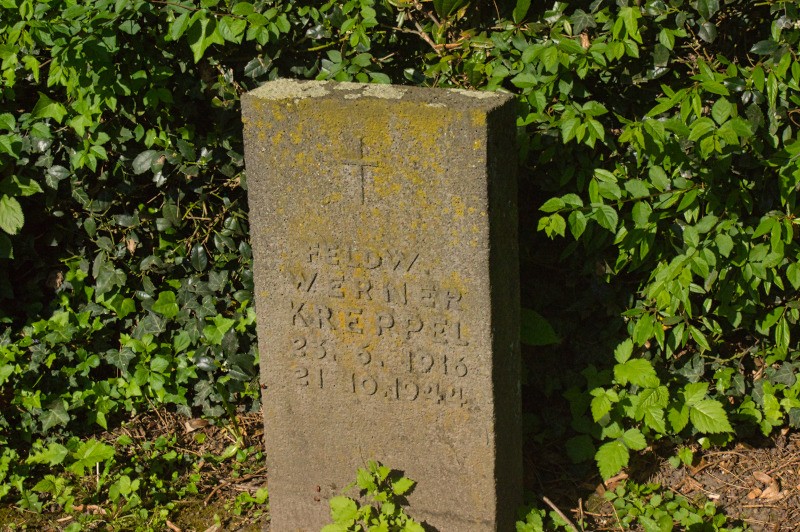 FELDW.
WERNER
KREPPEL
23. 6. 1916
21 10.1944